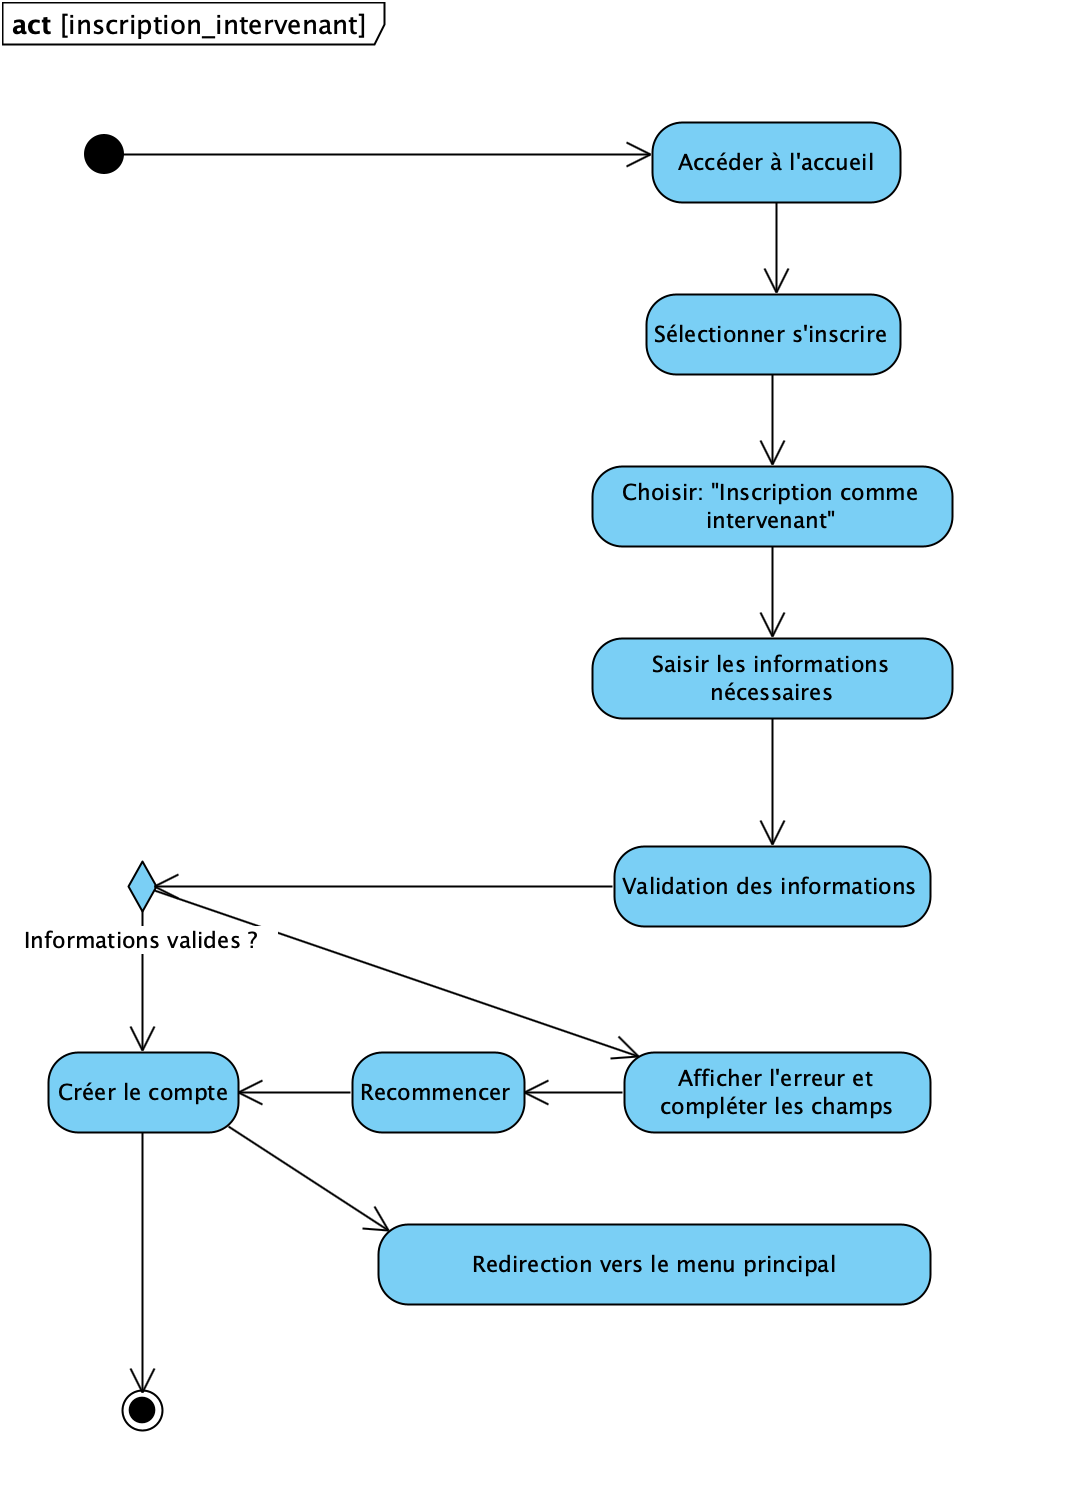 act [inscription_intervenant]
Accéder à l'accueil
Sélectionner s'inscrire
Choisir: "Inscription comme
intervenant"
Saisir les informations
nécessaires
Validation des informations
Informations valides ?
Créer le compte
Recommencer
Afficher l'erreur et
compléter les champs
Redirection vers le menu principal